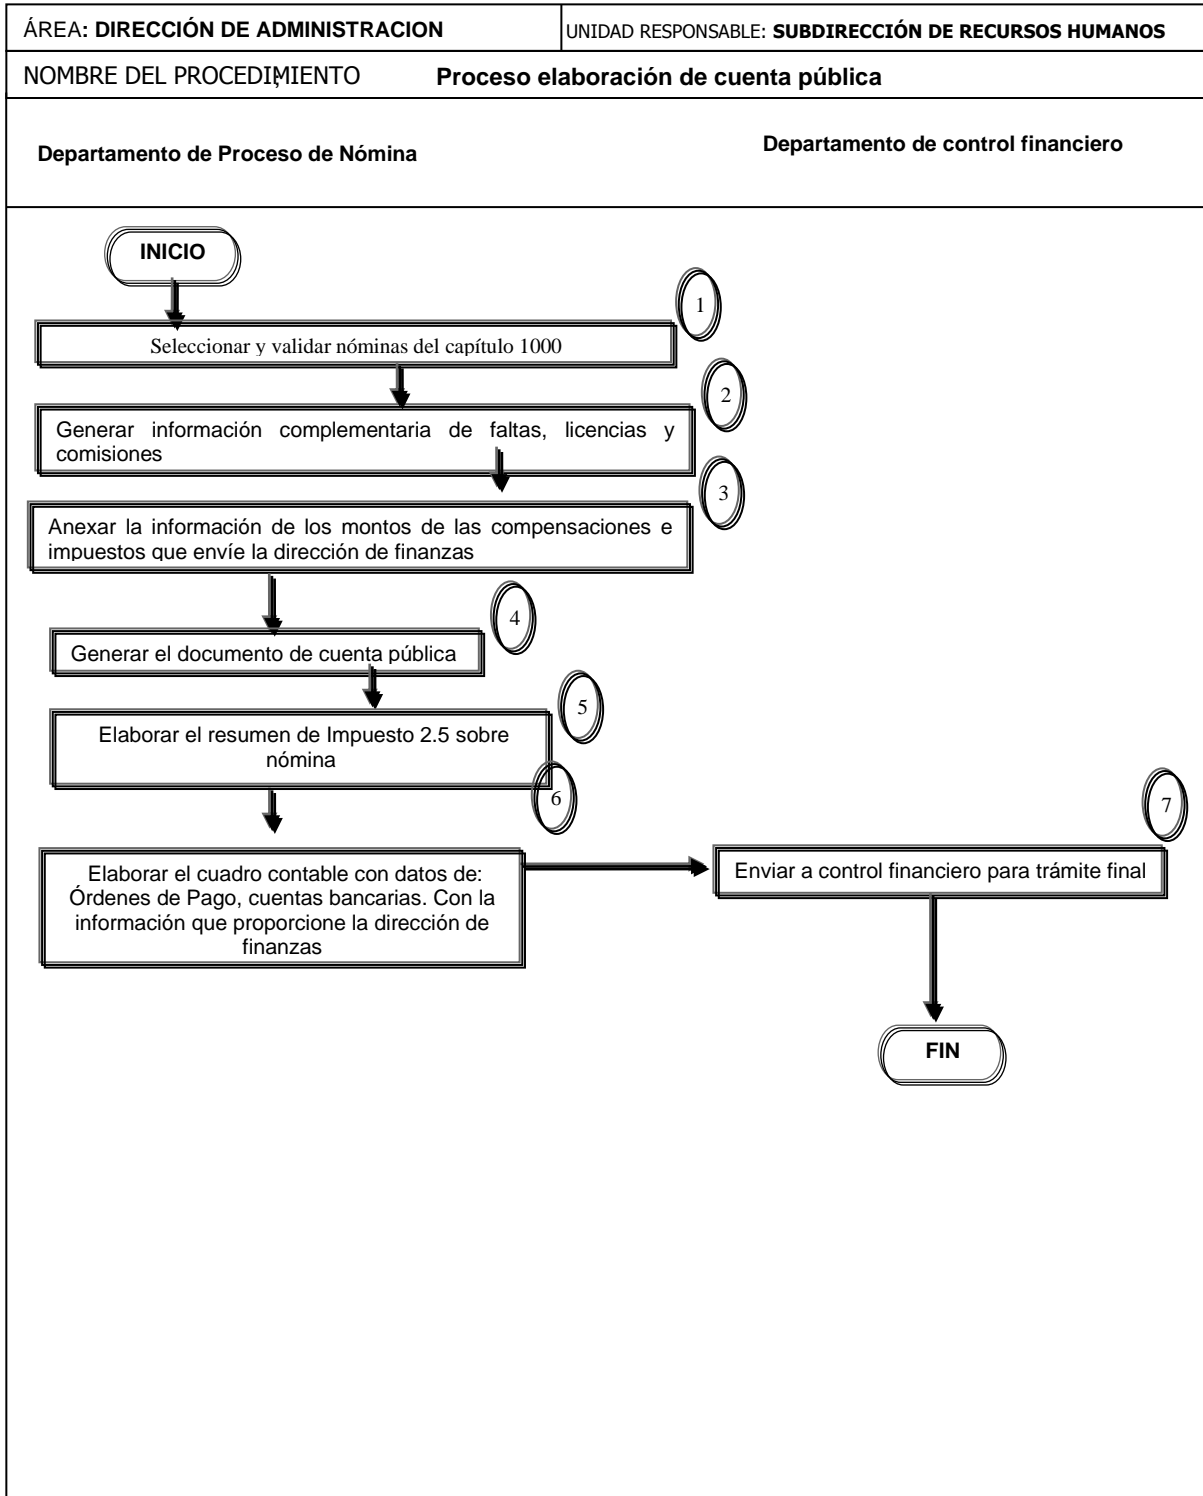 ÁREA: DIRECCIÓN DE ADMINISTRACION
UNIDAD RESPONSABLE: SUBDIRECCIÓN DE RECURSOS HUMANOS
NOMBRE DEL PROCEDIMIENTO: Proceso elaboración de cuenta pública
Departamento de Proceso de Nómina
Departamento de control financiero
INICIO
1
Seleccionar y validar nóminas del capítulo 1000
2
Generar información complementaria de faltas, licencias y
comisiones
3
Anexar la información de los montos de las compensaciones e
impuestos que envíe la dirección de finanzas
4
Generar el documento de cuenta pública
5
Elaborar el resumen de Impuesto 2.5 sobre
nómina
6
Elaborar el cuadro contable con datos de:
Órdenes de Pago, cuentas bancarias. Con la
información que proporcione la dirección de
finanzas
7
Enviar a control financiero para trámite final
FIN